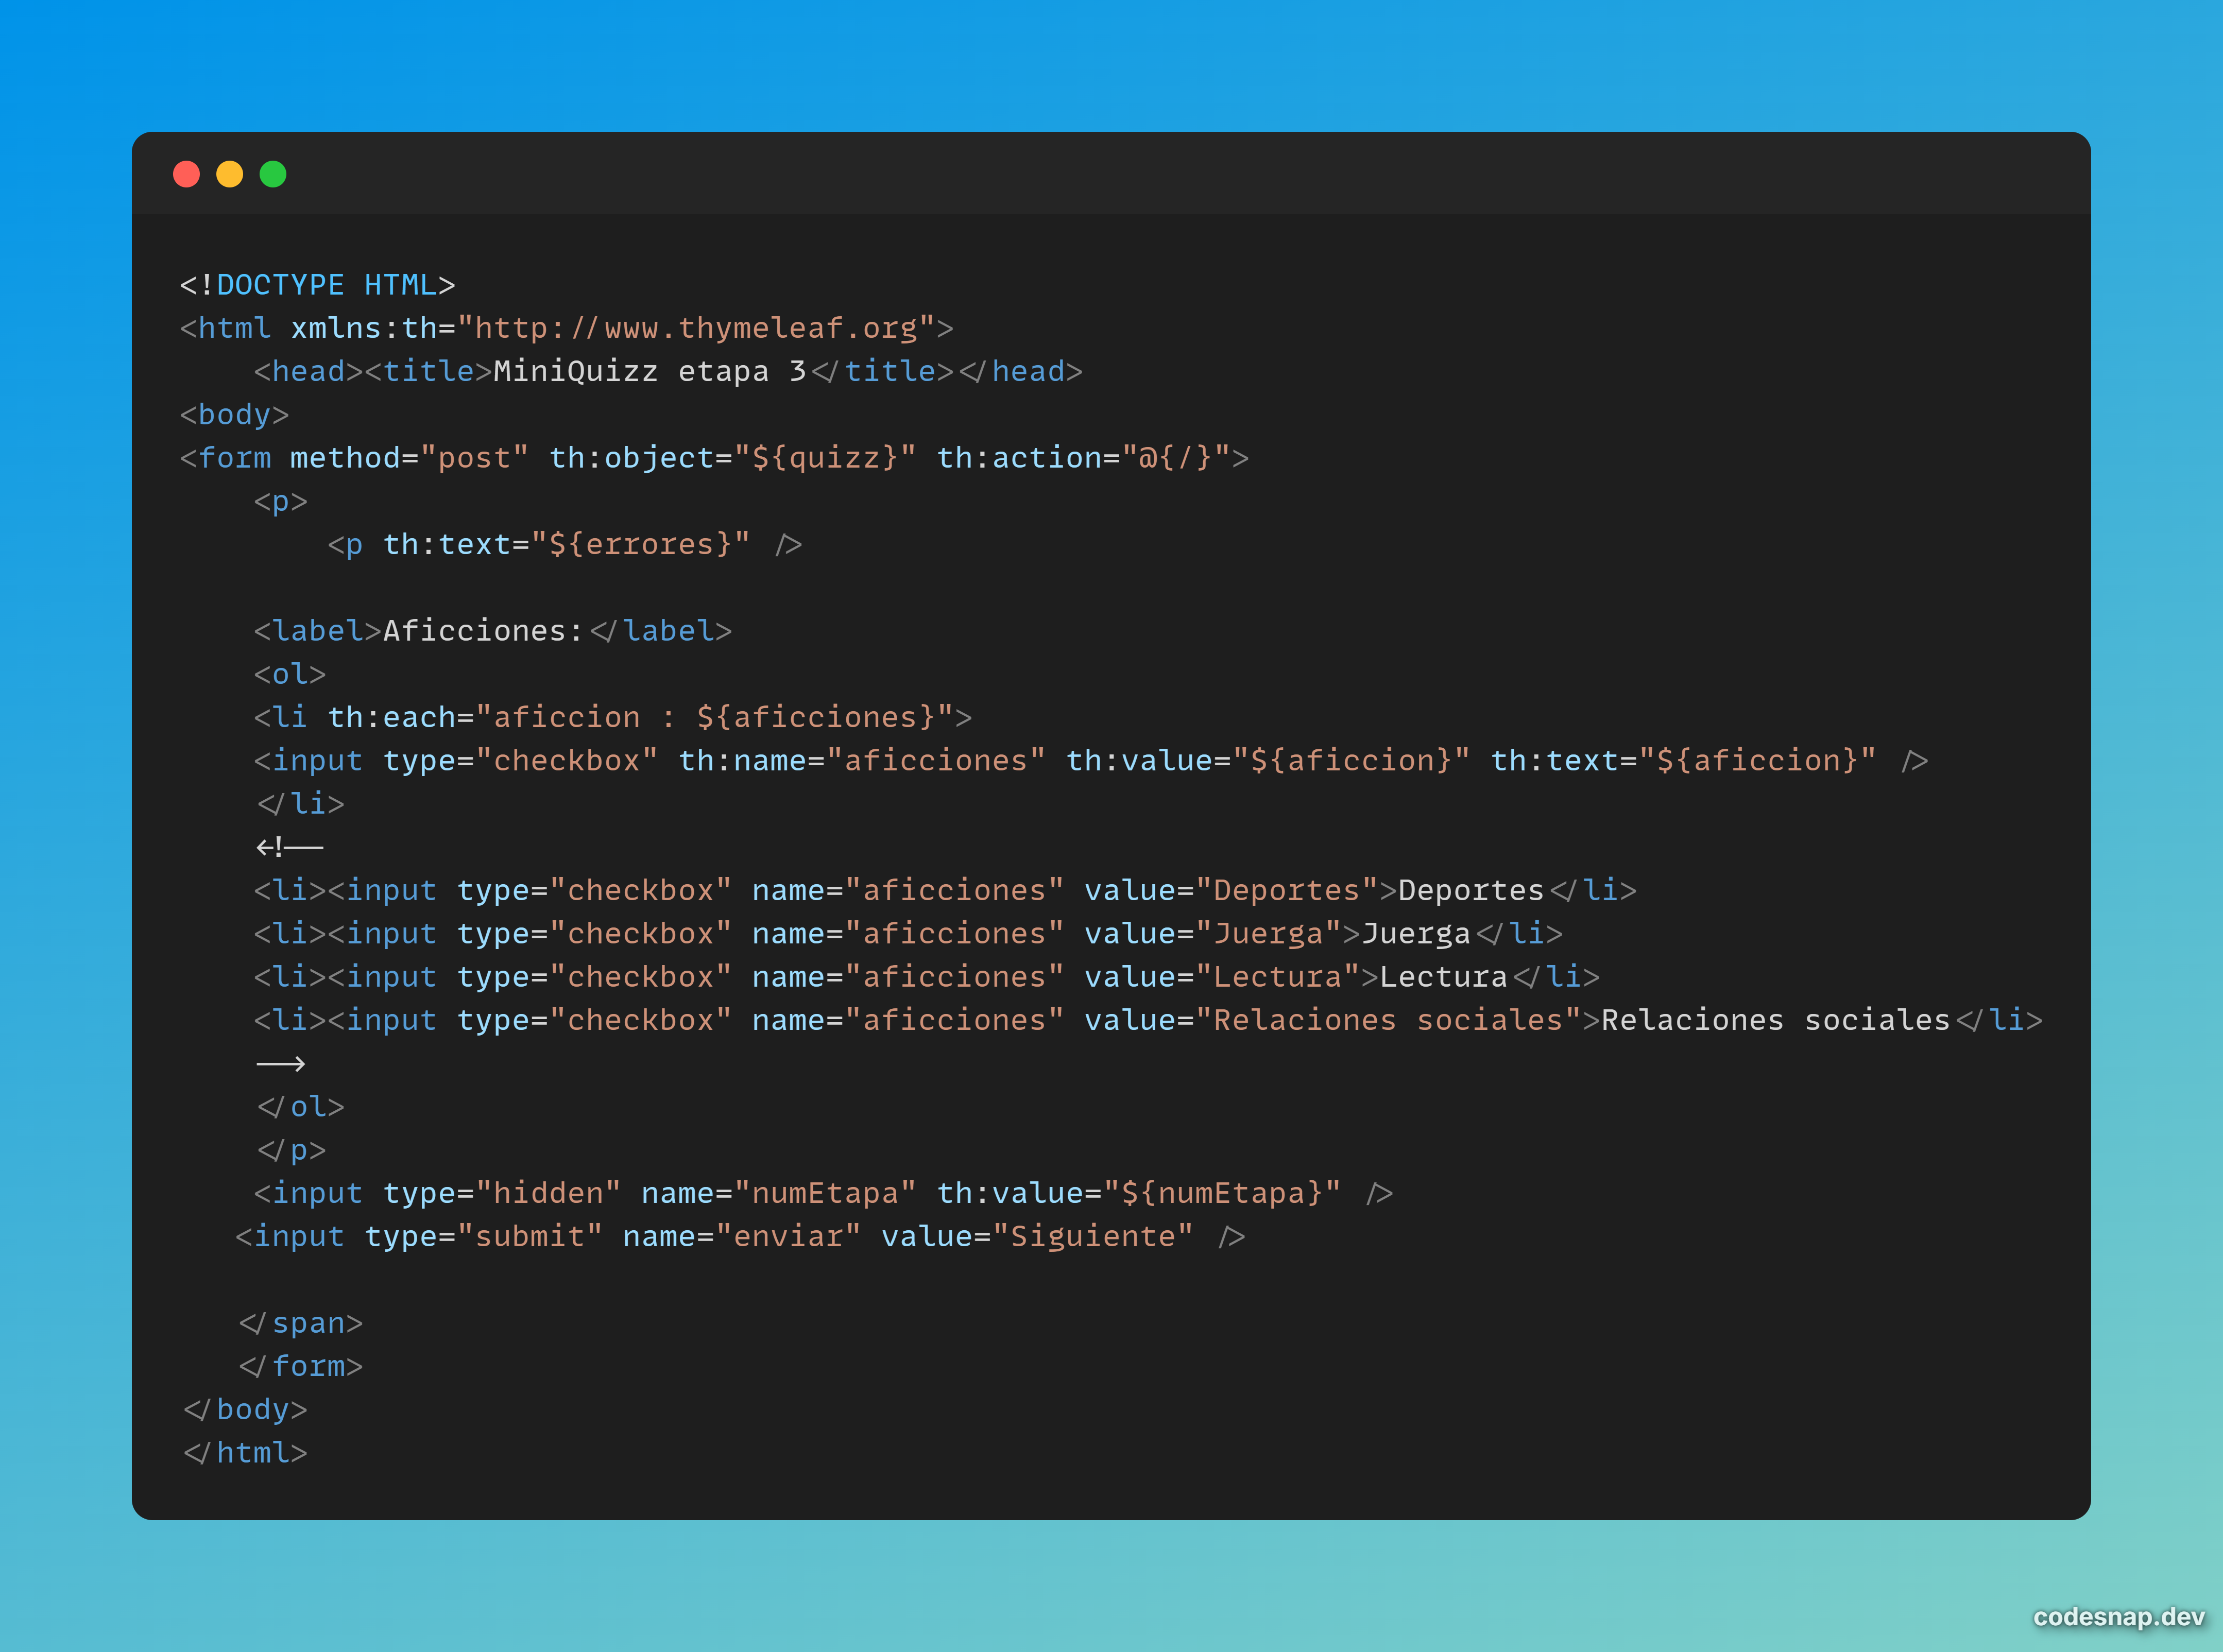 <!DOCTYPE HTML>
<html xmlns:th="http://www.thymeleaf.org">
    <head><title>MiniQuizz etapa 3</title></head>
<body>
<form method="post" th:object="${quizz}" th:action="@{/}">
    <p>
        <p th:text="${errores}" />

    <label>Aficciones:</label>
    <ol>
    <li th:each="aficcion : ${aficciones}">
    <input type="checkbox" th:name="aficciones" th:value="${aficcion}" th:text="${aficcion}" />
    </li>
    <!--
    <li><input type="checkbox" name="aficciones" value="Deportes">Deportes</li>
    <li><input type="checkbox" name="aficciones" value="Juerga">Juerga</li>
    <li><input type="checkbox" name="aficciones" value="Lectura">Lectura</li>
    <li><input type="checkbox" name="aficciones" value="Relaciones sociales">Relaciones sociales</li>
    -->
    </ol>
    </p>
    <input type="hidden" name="numEtapa" th:value="${numEtapa}" />
   <input type="submit" name="enviar" value="Siguiente" />

   </span>
   </form>
</body>
</html>
codesnap.dev